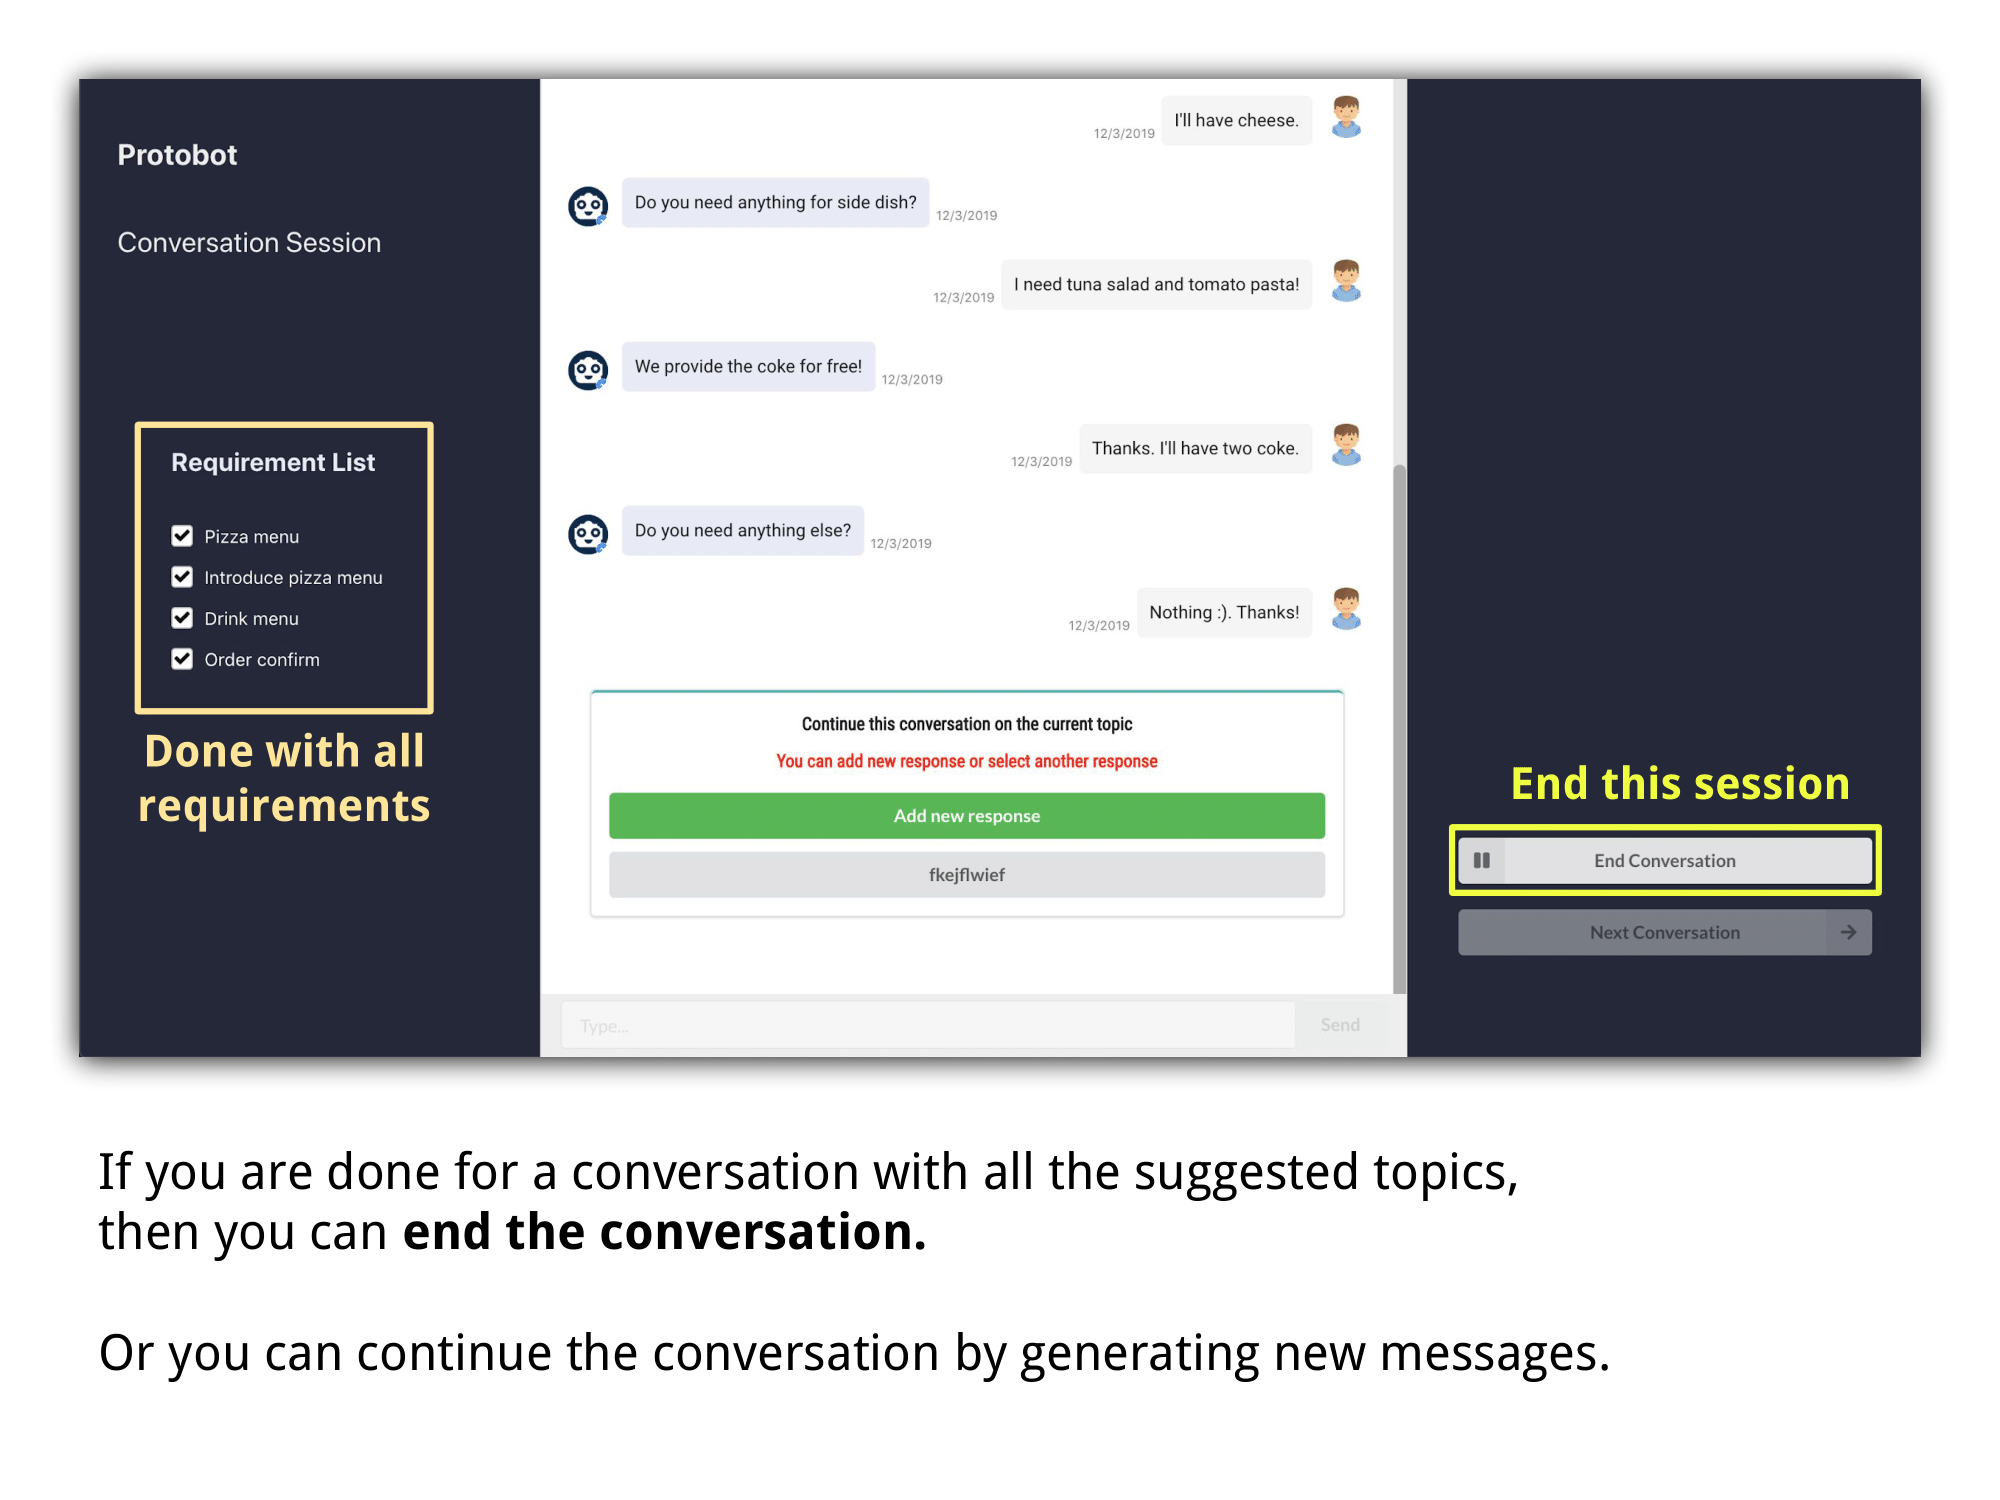 Protobot
Conversation Session
Requirement List
Pizza menu
Introduce pizza menu
Drink menu
Order confirm
Done with all
requirements
I'll have cheese.
12/3/2019
Do you need anything for side dish?
12/3/2019
I need tuna salad and tomato pasta!
12/3/2019
We provide the coke for free!
12/3/2019
Thanks. I'll have two coke.
12/3/2019
Do you need anything else?
12/3/2019
Nothing :). Thanks!
12/3/2019
Continue this conversation on the current topic
You can add new response or select another response
Add new response
fkejflwief
Type...
Send
End this session
End Conversation
Next Conversation
If you are done for a conversation with all the suggested topics,
then you can end the conversation.
Or you can continue the conversation by generating new messages.